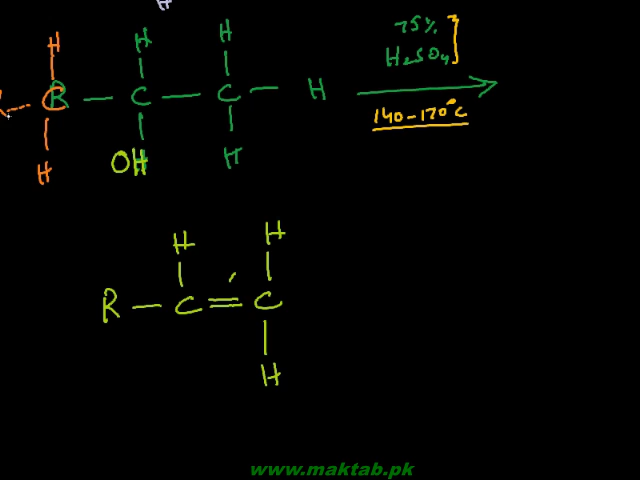 H
H H H 75%
H₂SO₄]
C — C — C — H
140-170°C
H OH H
H H
R — C = C
H
www.maktab.pk